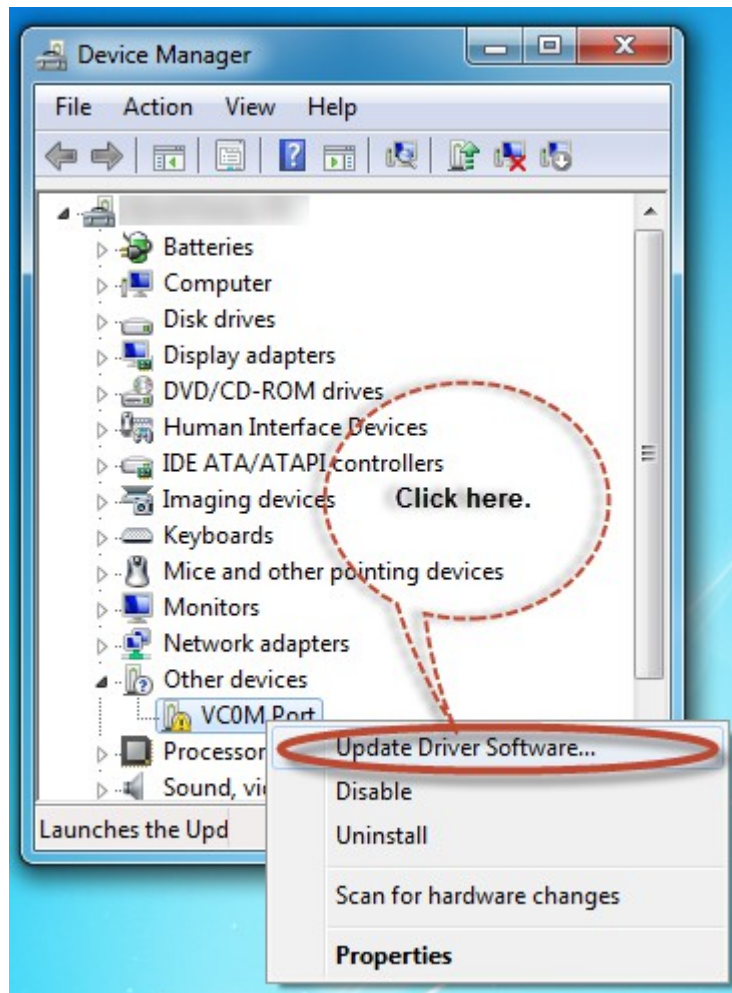 Device Manager
File Action View Help
Batteries
Computer
Disk drives
Display adapters
DVD/CD-ROM drives
Human Interface Devices
IDE ATA/ATAPI controllers
Imaging devices
Click here.
Keyboards
Mice and other pointing devices
Monitors
Network adapters
Other devices
VC0M Port
Processor
Update Driver Software...
Sound, vi
Disable
Launches the Upd
Uninstall
Scan for hardware changes
Properties